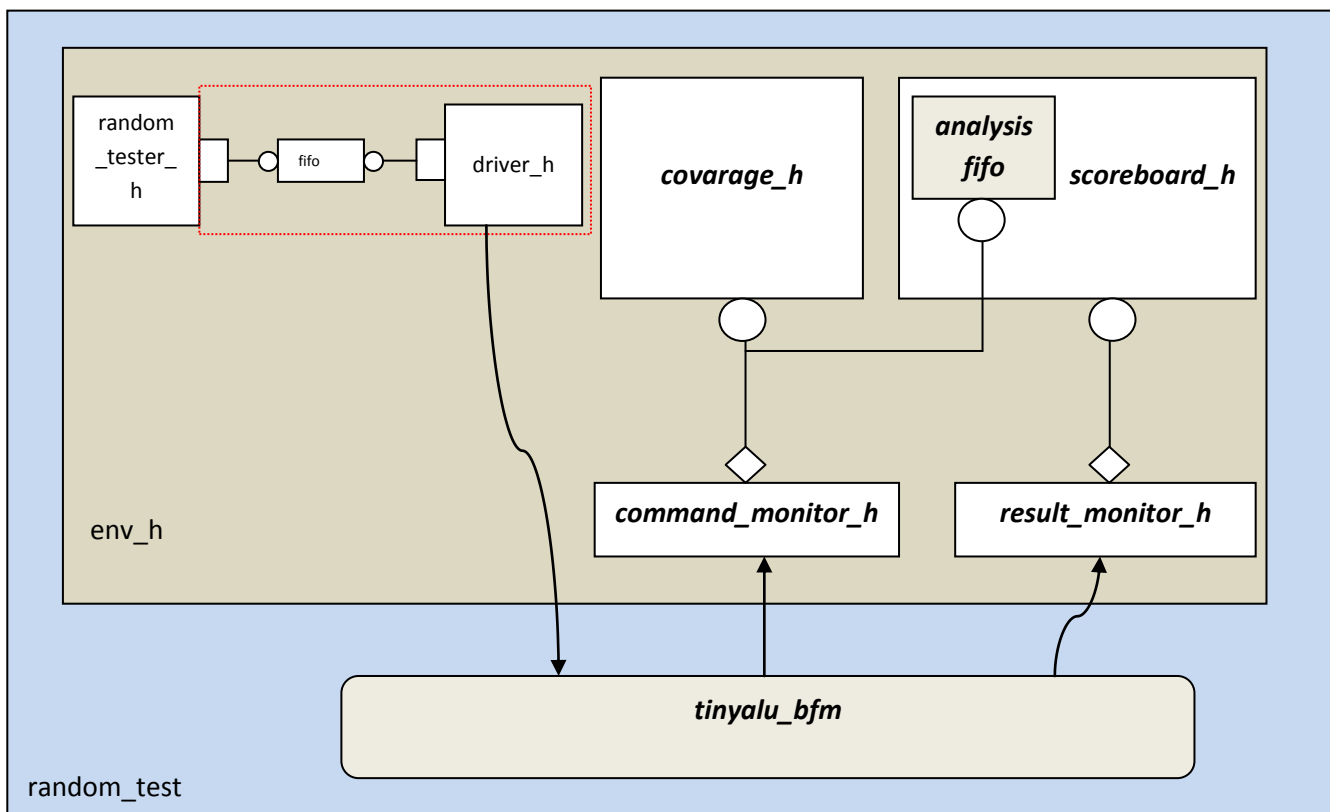 random
_tester_
h
fifo
driver_h
covarage_h
analysis
fifo
scoreboard_h
command_monitor_h
result_monitor_h
env_h
tinyalu_bfm
random_test